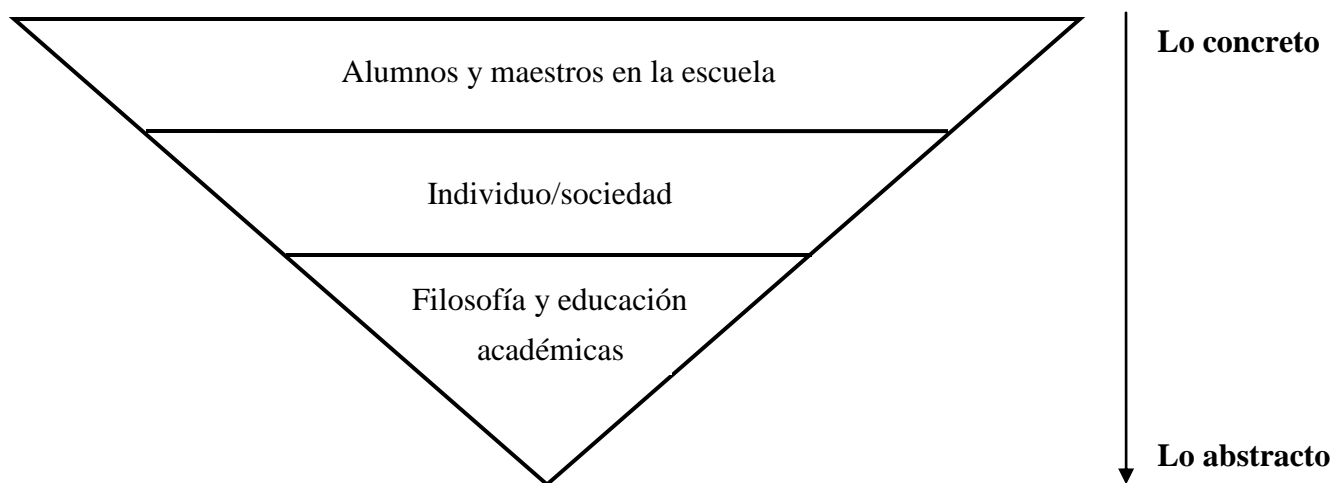 Lo concreto
Alumnos y maestros en la escuela
Individuo/sociedad
Filosofía y educación
académicas
Lo abstracto